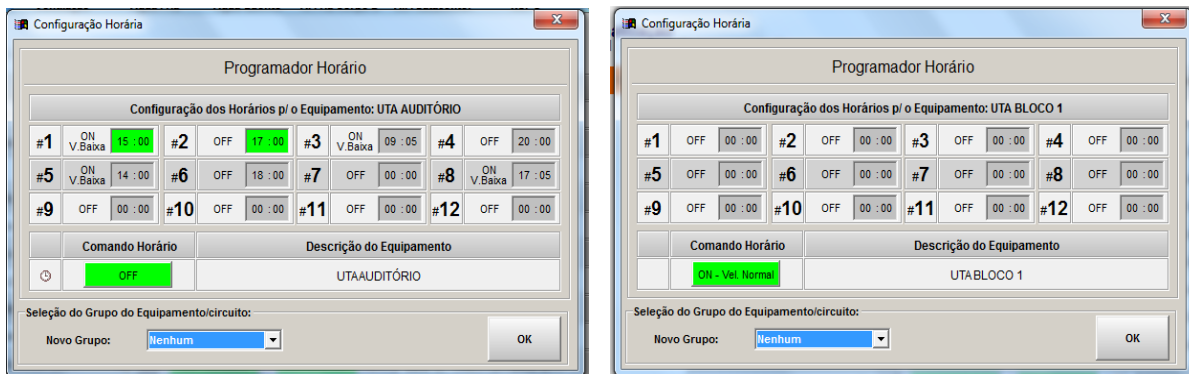 Configuração Horária
Programador Horário
Configuração dos Horários p/ o Equipamento: UTA AUDITÓRIO
#1 ON V.Baixa 15 : 00 #2 OFF 17 : 00 #3 ON V.Baixa 09 : 05 #4 OFF 20 : 00
#5 ON V.Baixa 14 : 00 #6 OFF 18 : 00 #7 OFF 00 : 00 #8 ON V.Baixa 17 : 05
#9 OFF 00 : 00 #10 OFF 00 : 00 #11 OFF 00 : 00 #12 OFF 00 : 00
Comando Horário Descrição do Equipamento
OFF UTAAUDITÓRIO
Seleção do Grupo do Equipamento/circuito:
Novo Grupo: Nenhum OK
Configuração Horária
Programador Horário
Configuração dos Horários p/ o Equipamento: UTA BLOCO 1
#1 OFF 00 : 00 #2 OFF 00 : 00 #3 OFF 00 : 00 #4 OFF 00 : 00
#5 OFF 00 : 00 #6 OFF 00 : 00 #7 OFF 00 : 00 #8 OFF 00 : 00
#9 OFF 00 : 00 #10 OFF 00 : 00 #11 OFF 00 : 00 #12 OFF 00 : 00
Comando Horário Descrição do Equipamento
ON - Vel. Normal UTABLOCO 1
Seleção do Grupo do Equipamento/circuito:
Novo Grupo: Nenhum OK